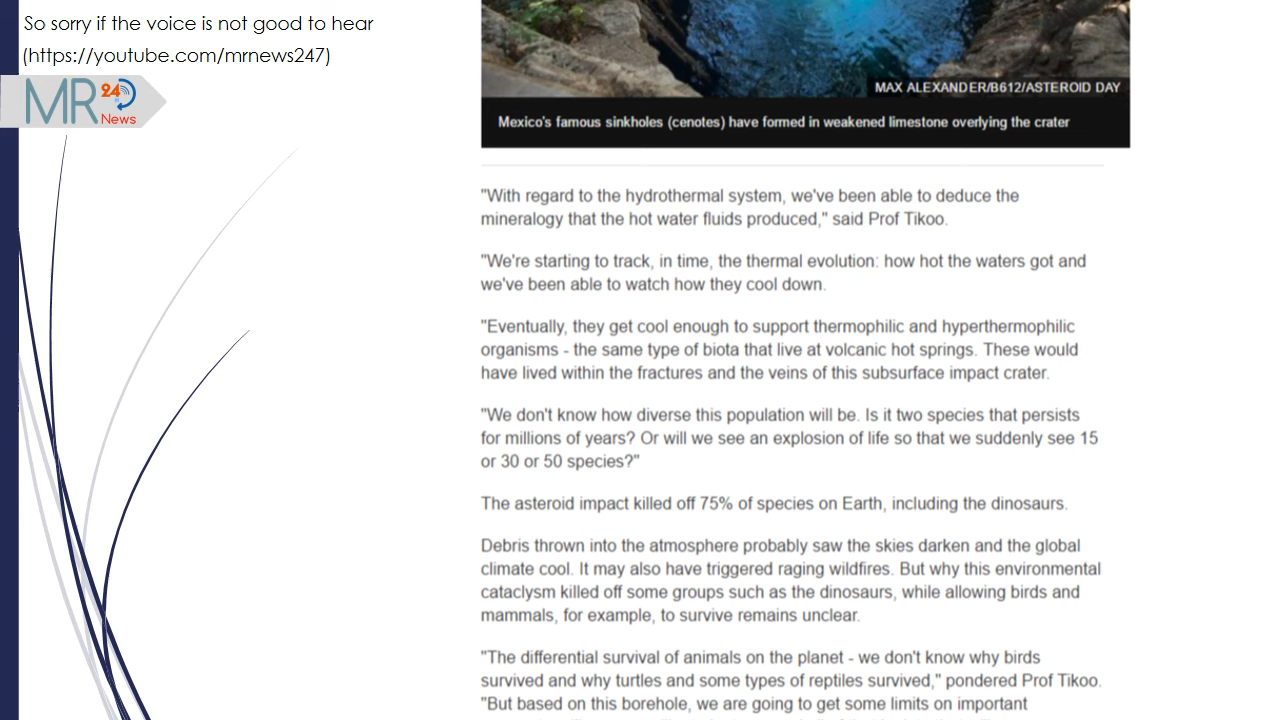 So sorry if the voice is not good to hear
(https://youtube.com/mrnews247)
MR 24
News
MAX ALEXANDER/B612/ASTEROID DAY
Mexico's famous sinkholes (cenotes) have formed in weakened limestone overlying the crater
"With regard to the hydrothermal system, we've been able to deduce the
mineralogy that the hot water fluids produced," said Prof Tikoo.
"We're starting to track, in time, the thermal evolution: how hot the waters got and
we've been able to watch how they cool down.
"Eventually, they get cool enough to support thermophilic and hyperthermophilic
organisms - the same type of biota that live at volcanic hot springs. These would
have lived within the fractures and the veins of this subsurface impact crater.
"We don't know how diverse this population will be. Is it two species that persists
for millions of years? Or will we see an explosion of life so that we suddenly see 15
or 30 or 50 species?"
The asteroid impact killed off 75% of species on Earth, including the dinosaurs.
Debris thrown into the atmosphere probably saw the skies darken and the global
climate cool. It may also have triggered raging wildfires. But why this environmental
cataclysm killed off some groups such as the dinosaurs, while allowing birds and
mammals, for example, to survive remains unclear.
"The differential survival of animals on the planet - we don't know why birds
survived and why turtles and some types of reptiles survived," pondered Prof Tikoo.
"But based on this borehole, we are going to get some limits on important